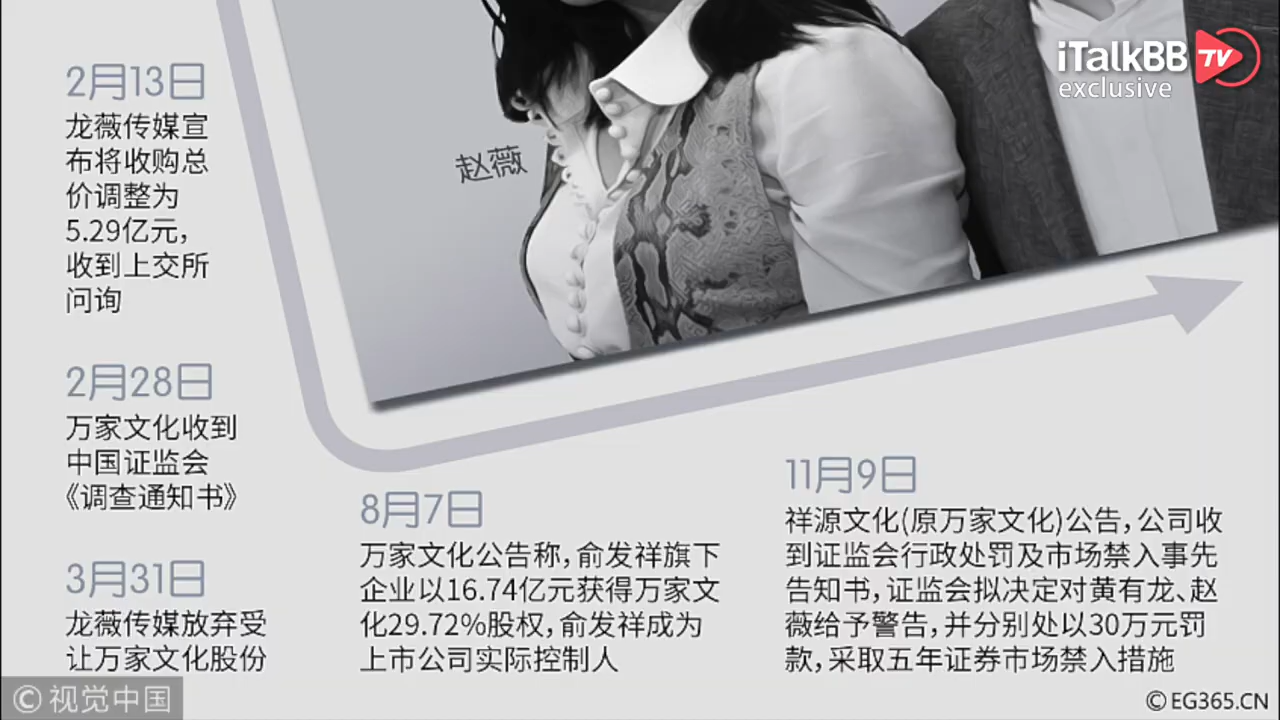 iTalkBB TV
exclusive
赵薇
2月13日
龙薇传媒宣
布将收购总
价调整为
5.29亿元,
收到上交所
问询
2月28日
万家文化收到
中国证监会
《调查通知书》
3月31日
龙薇传媒放弃受
让万家文化股份
8月7日
万家文化公告称,俞发祥旗下
企业以16.74亿元获得万家文
化29.72%股权,俞发祥成为
上市公司实际控制人
11月9日
祥源文化(原万家文化)公告,公司收
到证监会行政处罚及市场禁入事先
告知书,证监会拟决定对黄有龙、赵
薇给予警告,并分别处以30万元罚
款,采取五年证券市场禁入措施
©视觉中国
©EG365.CN